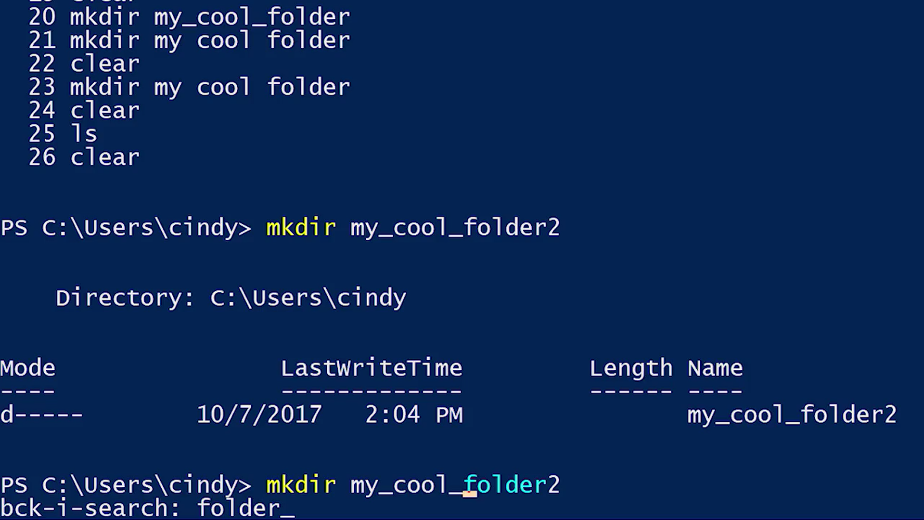 20 mkdir my_cool_folder
21 mkdir my cool folder
22 clear
23 mkdir my cool folder
24 clear
25 ls
26 clear
PS C:\Users\cindy> mkdir my_cool_folder2
Directory: C:\Users\cindy
Mode LastWriteTime Length Name
---- ------------- ------ ----
d----- 10/7/2017 2:04 PM my_cool_folder2
PS C:\Users\cindy> mkdir my_cool_folder2
bck-i-search: folder_